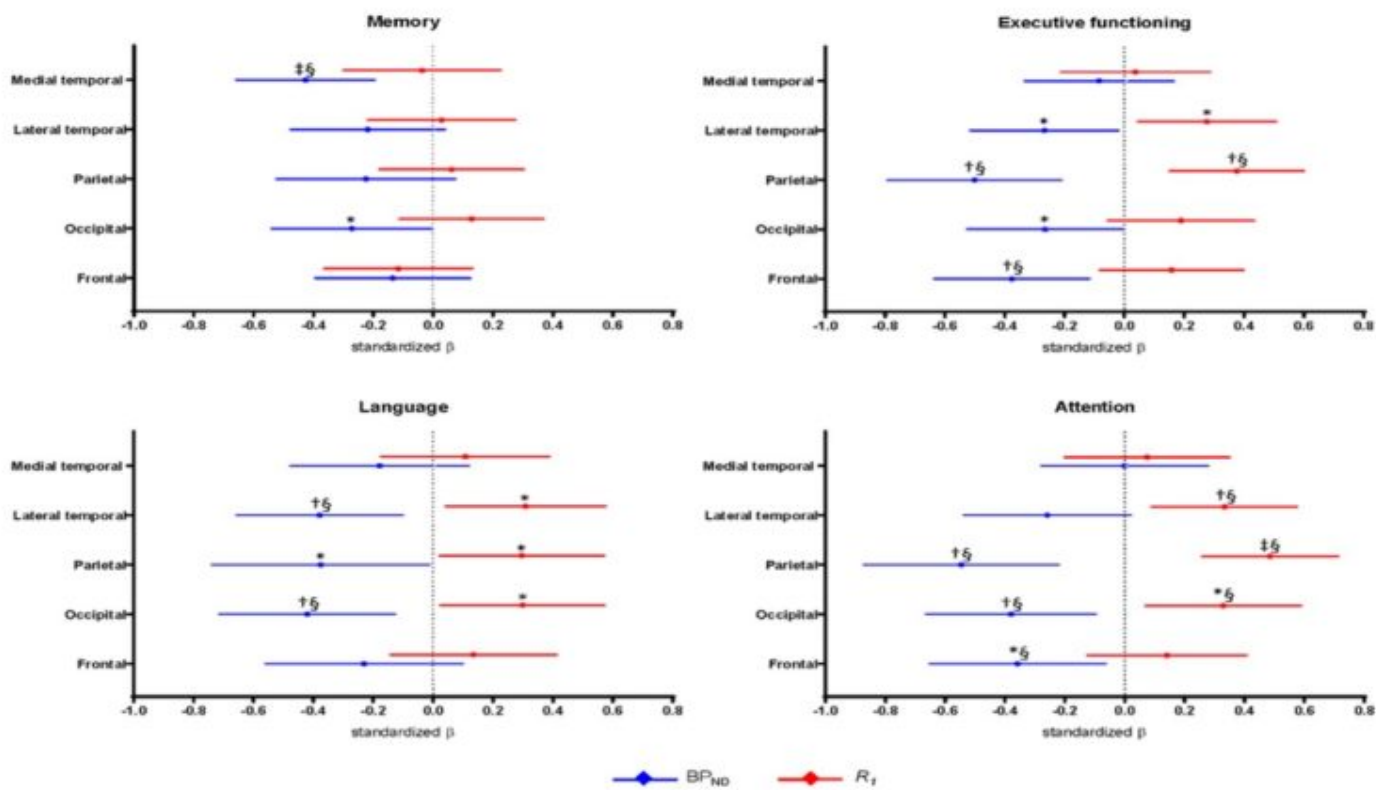 Memory
Medial temporal
‡§
Lateral temporal
Parietal
Occipital
*
Frontal
-1.0 -0.8 -0.6 -0.4 -0.2 0.0 0.2 0.4 0.6 0.8
standardized β
Executive functioning
Medial temporal
Lateral temporal
* *
Parietal
†§ †§
Occipital
*
Frontal
†§
-1.0 -0.8 -0.6 -0.4 -0.2 0.0 0.2 0.4 0.6 0.8
standardized β
Language
Medial temporal
Lateral temporal
†§ *
Parietal
* *
Occipital
†§ *
Frontal
-1.0 -0.8 -0.6 -0.4 -0.2 0.0 0.2 0.4 0.6 0.8
standardized β
Attention
Medial temporal
Lateral temporal
†§
Parietal
†§ ‡§
Occipital
†§ *§
Frontal
*§
-1.0 -0.8 -0.6 -0.4 -0.2 0.0 0.2 0.4 0.6 0.8
standardized β
BPND R1